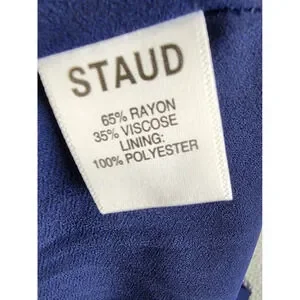 STAUD
65% RAYON
35% VISCOSE
LINING:
100% POLYESTER